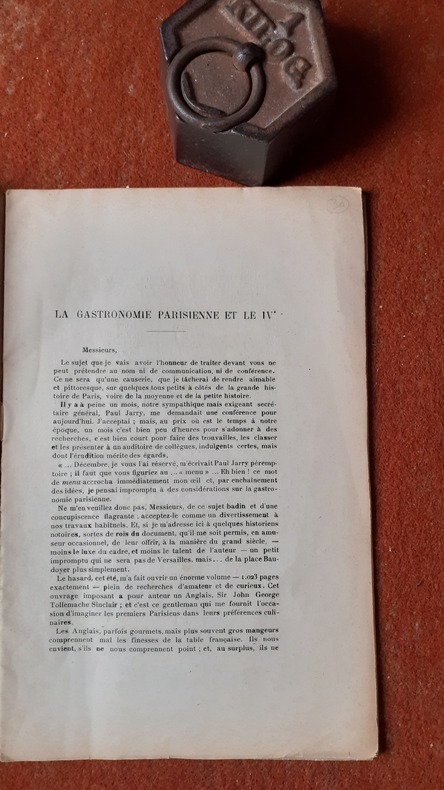 1
KILOG
BOUIN
300
LA GASTRONOMIE PARISIENNE ET LE IVᵉ
Messieurs,
Le sujet que je vais avoir l'honneur de traiter devant vous ne
peut prétendre au nom ni de communication, ni de conférence.
Ce ne sera qu'une causerie, que je tâcherai de rendre aimable
et pittoresque, sur quelques tous petits à côtés de la grande his-
toire de Paris, voire de la moyenne et de la petite histoire.
Il y a à peine un mois, notre sympathique mais exigeant secré-
taire général, Paul Jarry, me demandait une conférence pour
aujourd'hui. J'acceptai ; mais, au prix où est le temps à notre
époque, un mois c'est bien peu d'heures pour s'adonner à des
recherches, c'est bien court pour faire des trouvailles, les classer
et les présenter à un auditoire de collègues, indulgents certes, mais
dont l'érudition mérite des égards.
« ... Décembre, je vous l'ai réservé, m'écrivait Paul Jarry péremp-
toire ; il faut que vous figuriez au ... « menu » ... Eh bien ! ce mot
de menu accrocha immédiatement mon œil et, par enchaînement
des idées, je pensai impromptu à des considérations sur la gastro-
nomie parisienne.
Ne m'en veuillez donc pas, Messieurs, de ce sujet badin et d'une
concupiscence flagrante : acceptez-le comme un divertissement à
nos travaux habituels. Et, si je m'adresse ici à quelques historiens
notoires, sortes de rois du document, qu'il me soit permis, en amu-
seur occasionnel, de leur offrir, à la manière du grand siècle, —
moins le luxe du cadre, et moins le talent de l'auteur — un petit
impromptu qui ne sera pas de Versailles, mais... de la place Bau-
doyer plus simplement.
Le hasard, cet été, m'a fait ouvrir un énorme volume — 1.093 pages
exactement — plein de recherches d'amateur et de curieux. Cet
ouvrage imposant a pour auteur un Anglais, Sir John George
Tollemache Sinclair ; et c'est ce gentleman qui me fournit l'occa-
sion d'imaginer les premiers Parisiens dans leurs préférences culi-
naires.
Les Anglais, parfois gourmets, mais plus souvent gros mangeurs
comprennent mal les finesses de la table française. Ils nous
envient, s'ils ne nous comprennent point ; et, au surplus, ils ne